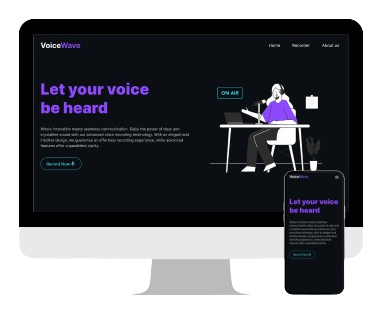 VoiceWave
Home Recorder About us
Let your voice
be heard
ON AIR
Where innovation meets seamless communication. Enjoy the power of clear and
crystalline sound with our advanced voice recording technology. With an elegant and
intuitive design, we guarantee an effortless recording experience, while advanced
features offer unparalleled clarity.
Record Now
VoiceWave
Let your voice
be heard
Record Now